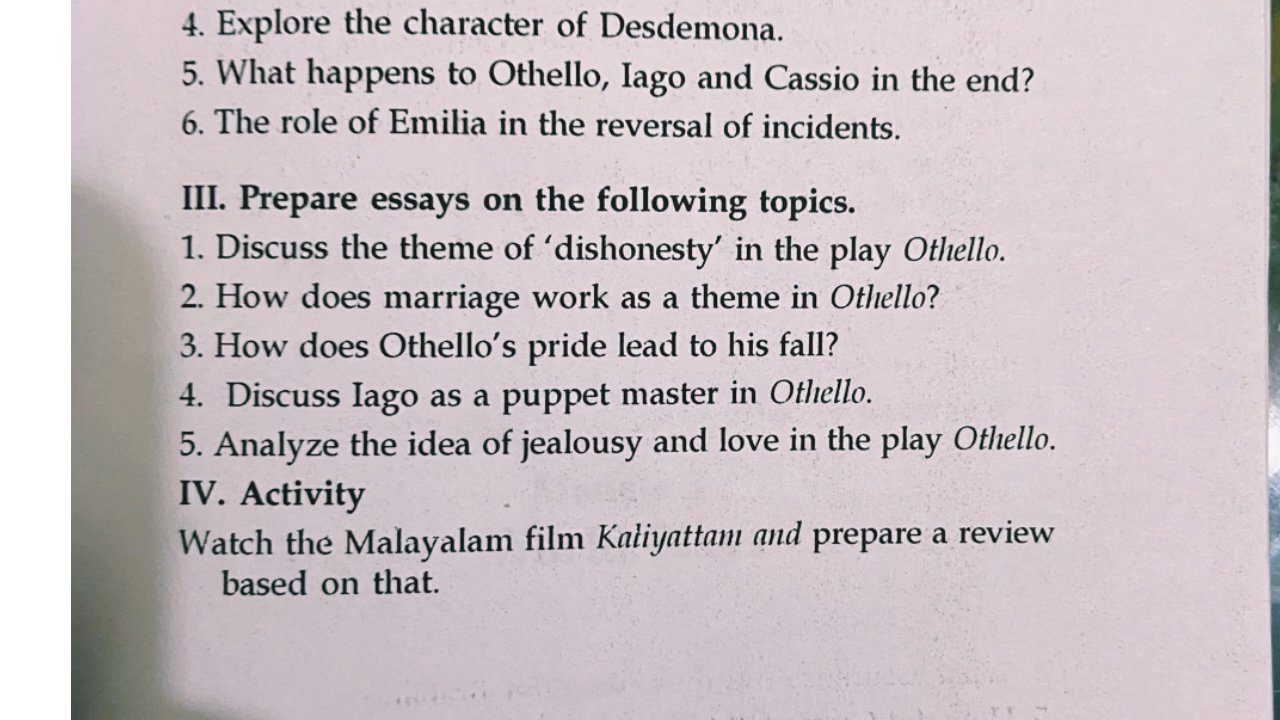 4. Explore the character of Desdemona.
5. What happens to Othello, Iago and Cassio in the end?
6. The role of Emilia in the reversal of incidents.
III. Prepare essays on the following topics.
1. Discuss the theme of ‘dishonesty’ in the play Othello.
2. How does marriage work as a theme in Othello?
3. How does Othello’s pride lead to his fall?
4. Discuss Iago as a puppet master in Othello.
5. Analyze the idea of jealousy and love in the play Othello.
IV. Activity
Watch the Malayalam film Kaliyattam and prepare a review
based on that.